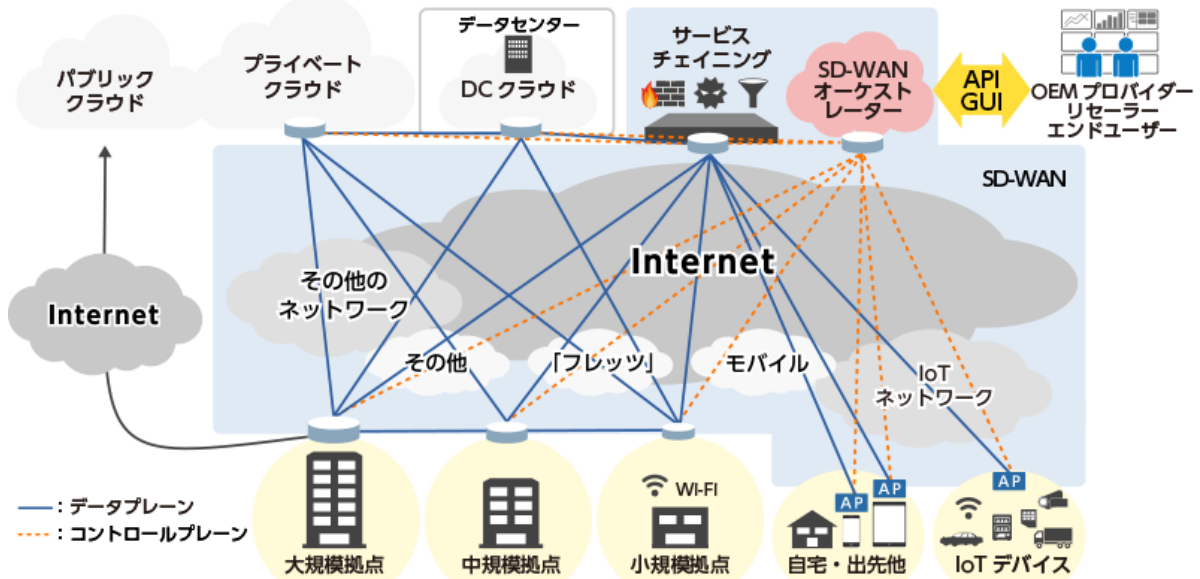 パブリック
クラウド
プライベート
クラウド
データセンター
DC クラウド
サービス
チェイニング
SD-WAN
オーケスト
レーター
API
GUI
OEM プロバイダー
リセーラー
エンドユーザー
SD-WAN
Internet
Internet
その他の
ネットワーク
その他
「フレッツ」
モバイル
IoT
ネットワーク
AP
AP
AP
WI-FI
：データプレーン
：コントロールプレーン
大規模拠点
中規模拠点
小規模拠点
自宅・出先他
IoT デバイス